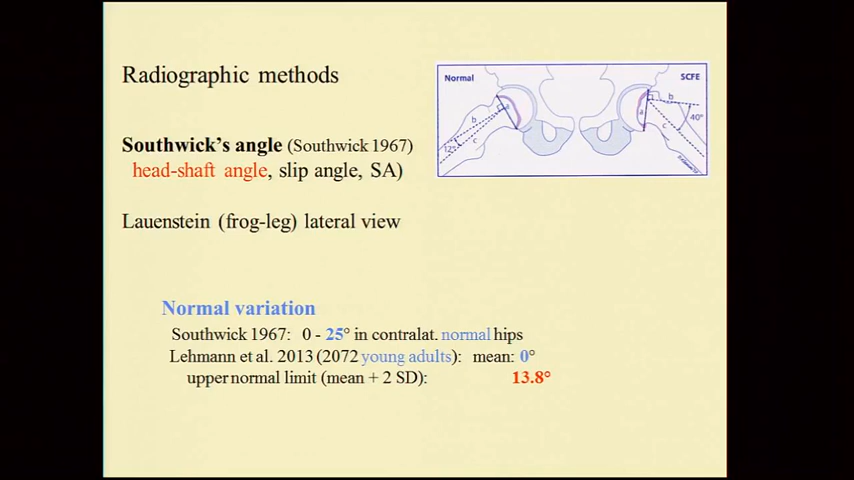 Radiographic methods
Normal
SCFE
a
b
c
12°
a
b
c
40°
Southwick's angle (Southwick 1967)
head-shaft angle, slip angle, SA)
Lauenstein (frog-leg) lateral view
Normal variation
Southwick 1967: 0 - 25° in contralat. normal hips
Lehmann et al. 2013 (2072 young adults): mean: 0°
upper normal limit (mean + 2 SD): 13.8°